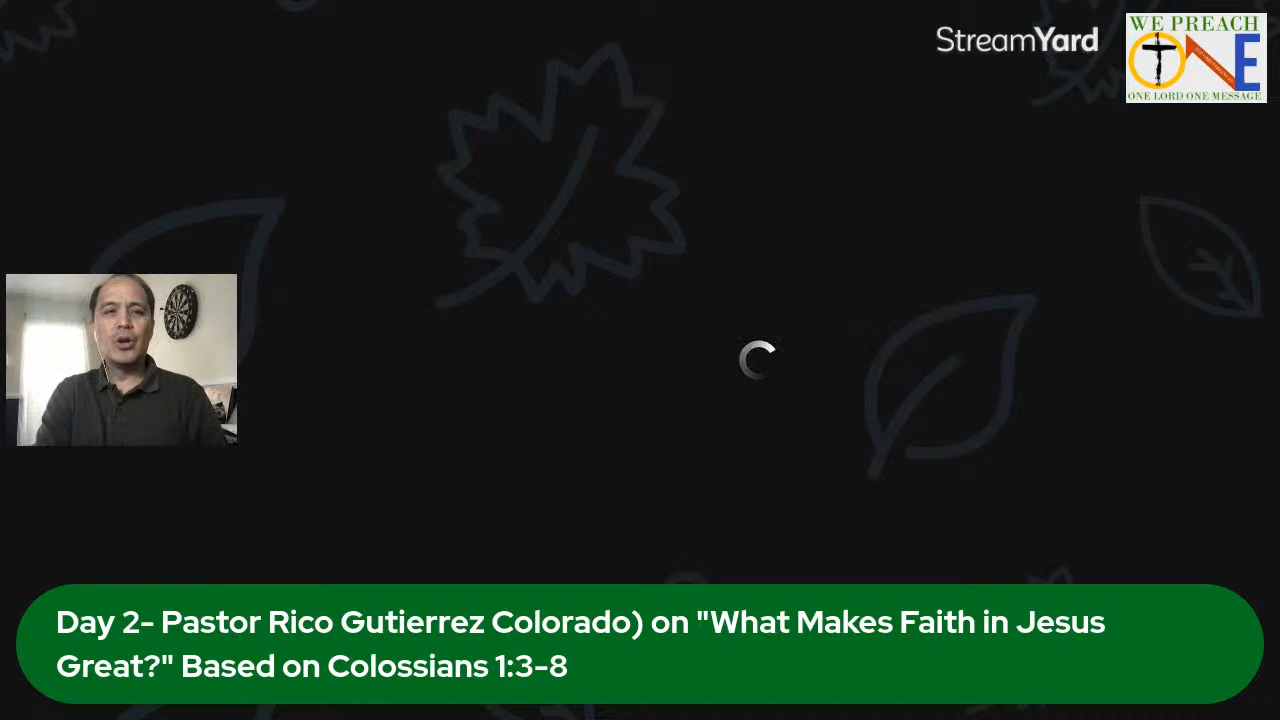 StreamYard
WE PREACH
ONE
ONE LORD ONE MESSAGE
Day 2- Pastor Rico Gutierrez Colorado) on "What Makes Faith in Jesus
Great?" Based on Colossians 1:3-8